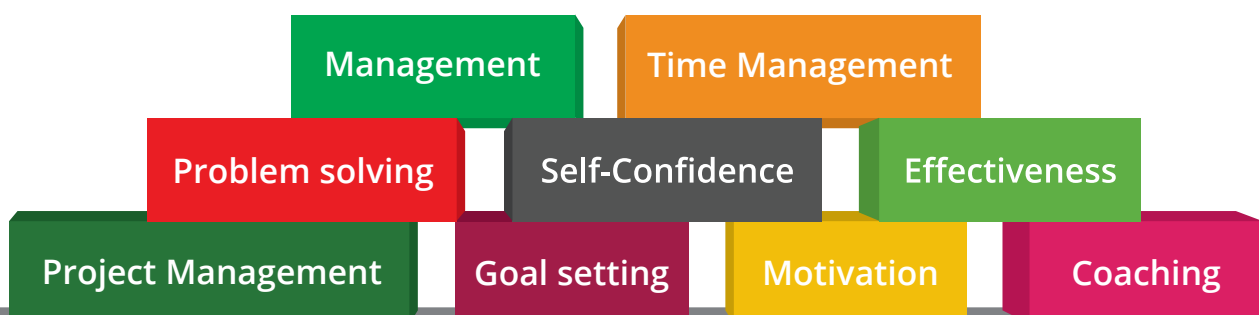 Management
Time Management
Problem solving
Self-Confidence
Effectiveness
Project Management
Goal setting
Motivation
Coaching